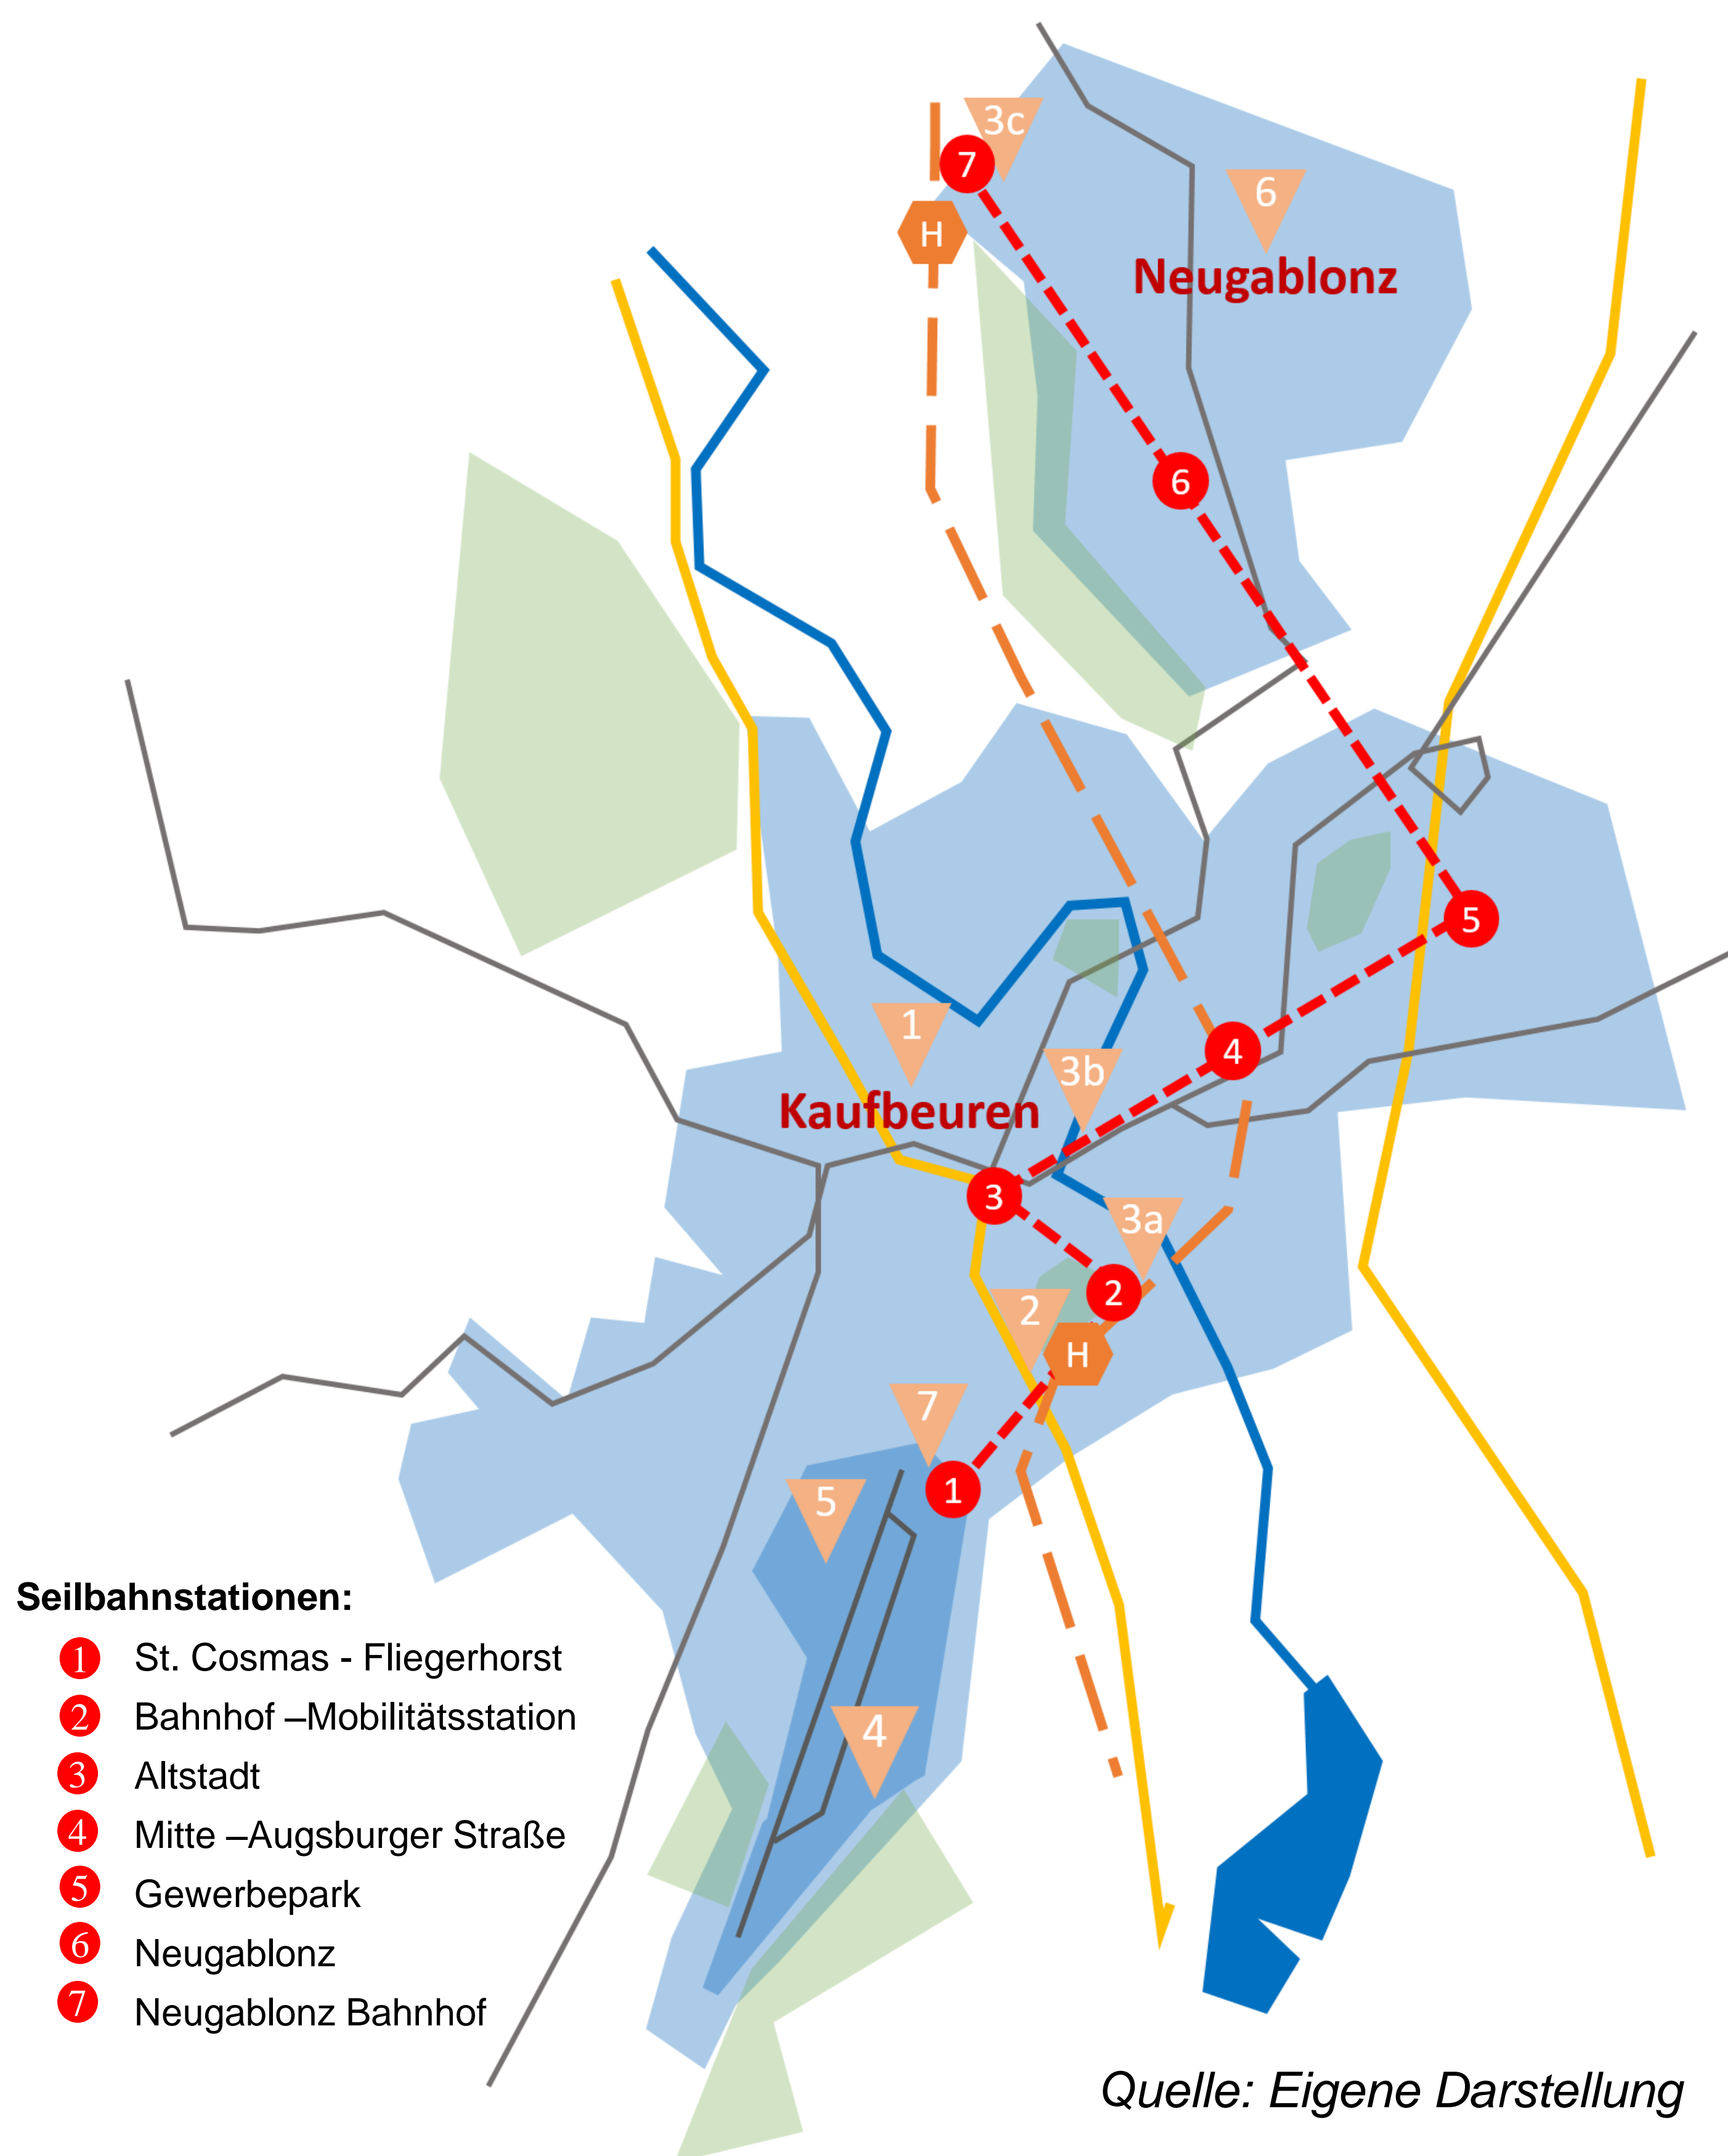 3c
7
6
H
Neugablonz
6
5
1
4
3b
Kaufbeuren
3
3a
2
2
H
7
1
5
Seilbahnstationen:
1 St. Cosmas - Fliegerhorst
2 Bahnhof –Mobilitätsstation
4
3 Altstadt
4 Mitte –Augsburger Straße
5 Gewerbepark
6 Neugablonz
7 Neugablonz Bahnhof
Quelle: Eigene Darstellung